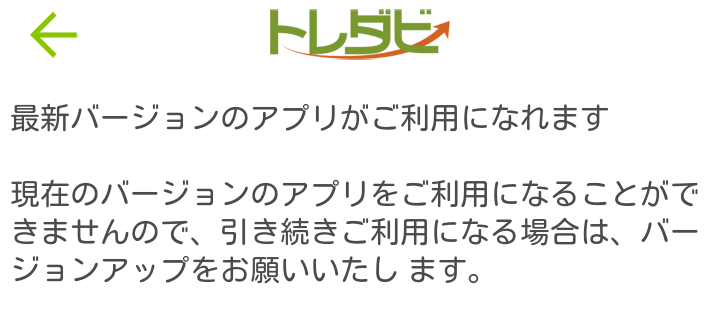 トレダビ
最新バージョンのアプリがご利用になれます
現在のバージョンのアプリをご利用になることがで
きませんので、引き続きご利用になる場合は、バー
ジョンアップをお願いいたし ます。